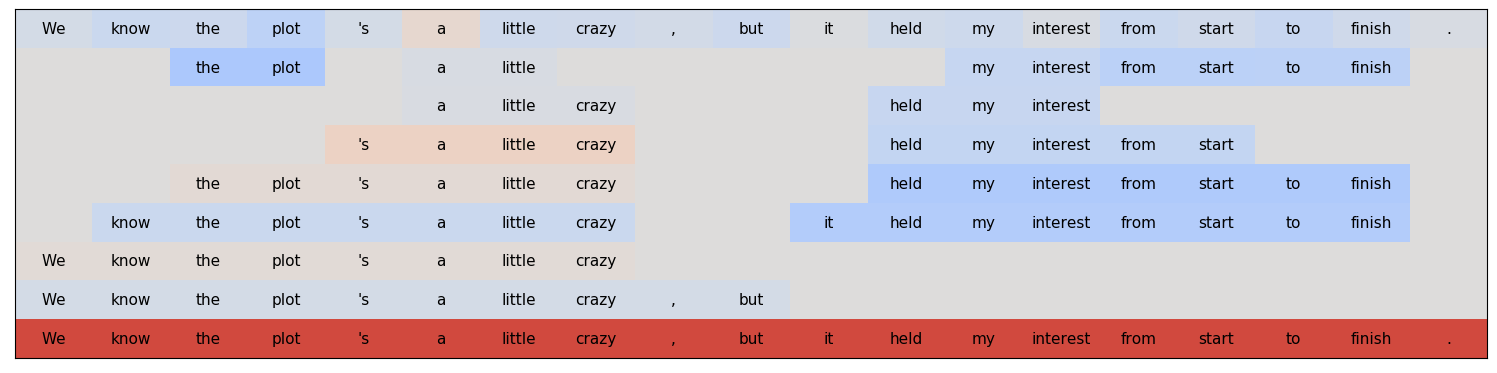 We know the plot 's a little crazy , but it held my interest from start to finish .
the plot a little my interest from start to finish
a little crazy held my interest
's a little crazy held my interest from start
the plot 's a little crazy held my interest from start to finish
know the plot 's a little crazy it held my interest from start to finish
We know the plot 's a little crazy
We know the plot 's a little crazy , but
We know the plot 's a little crazy , but it held my interest from start to finish .